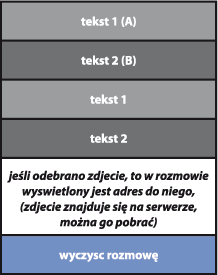 tekst 1 (A)
tekst 2 (B)
tekst 1
tekst 2
jeśli odebrano zdjecie, to w rozmowie
wyswietlony jest adres do niego,
(zdjecie znajduje się na serwerze,
można go pobrać)
wyczysc rozmowę